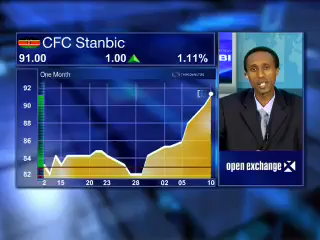 CFC Stanbic
91.00 1.00 1.11%
One Month
BI
92
90
88
86
84
82
2 15 20 23 28 02 05 10
open exchange